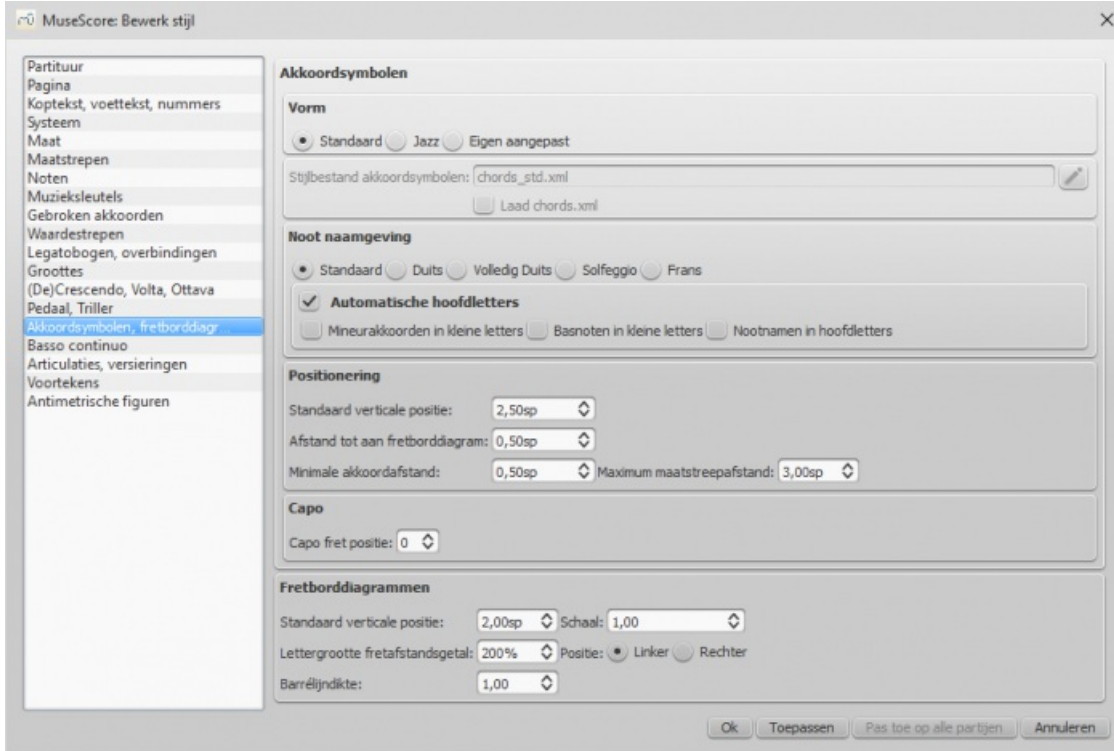 MuseScore: Bewerk stijl
Partituur
Pagina
Koptekst, voettekst, nummers
Systeem
Maat
Maatstrepen
Noten
Muzieksleutels
Gebroken akkoorden
Waardestrepen
Legatobogen, overbindingen
Groottes
(De)Crescendo, Volta, Ottava
Pedaal, Triller
Akkoordsymbolen, fretborddiagr...
Basso continuo
Articulaties, versieringen
Voortekens
Antimetrische figuren
Akkoordsymbolen
Vorm
Standaard Jazz Eigen aangepast
Stijlbestand akkoordsymbolen: chords_std.xml
Laad chords.xml
Noot naamgeving
Standaard Duits Volledig Duits Solfeggio Frans
Automatische hoofdletters
Mineurakkoorden in kleine letters Basnoten in kleine letters Nootnamen in hoofdletters
Positionering
Standaard verticale positie: 2,50sp
Afstand tot aan fretborddiagram: 0,50sp
Minimale akkoordafstand: 0,50sp Maximum maatstreepafstand: 3,00sp
Capo
Capo fret positie: 0
Fretborddiagrammen
Standaard verticale positie: 2,00sp Schaal: 1,00
Lettergrootte fretafstandsgetal: 200% Positie: Linker Rechter
Barrélijndikte: 1,00
Ok Toepassen Pas toe op alle partijen Annuleren